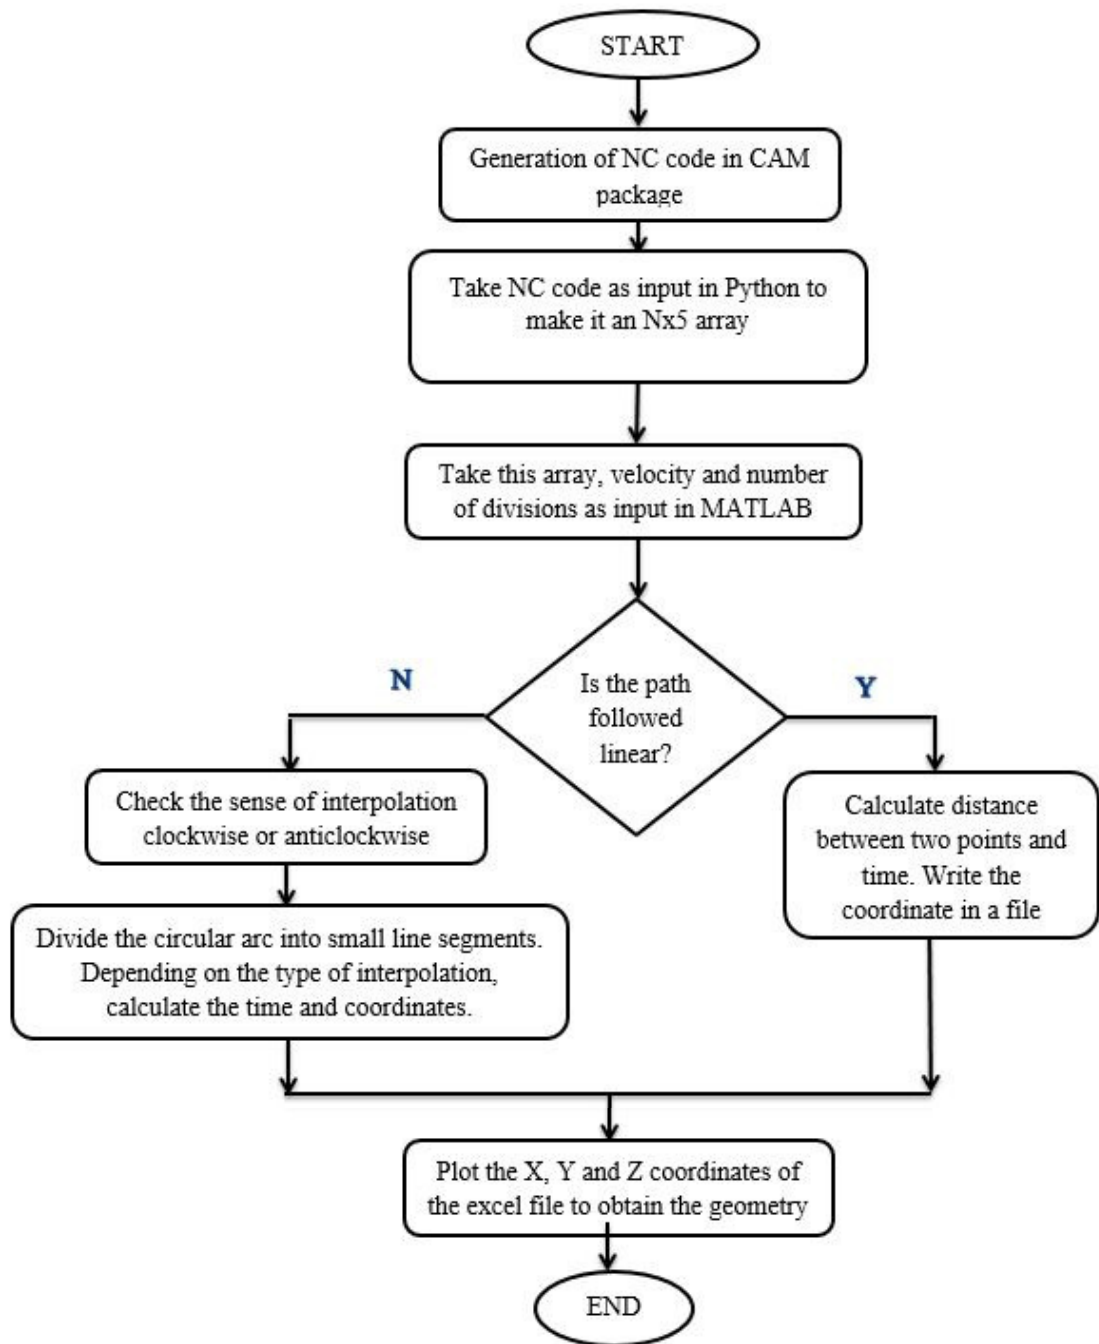 START
Generation of NC code in CAM
package
Take NC code as input in Python to
make it an Nx5 array
Take this array, velocity and number
of divisions as input in MATLAB
N
Y
Is the path
followed
linear?
Check the sense of interpolation
clockwise or anticlockwise
Divide the circular arc into small line segments.
Depending on the type of interpolation,
calculate the time and coordinates.
Calculate distance
between two points and
time. Write the
coordinate in a file
Plot the X, Y and Z coordinates of
the excel file to obtain the geometry
END